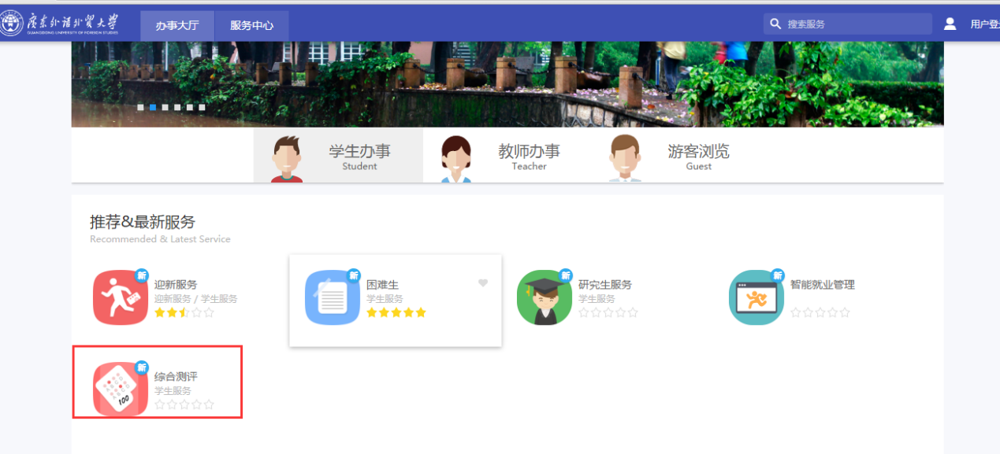 廣東外語外貿大學
GUANGDONG UNIVERSITY OF FOREIGN STUDIES
办事大厅
服务中心
搜索服务
用户登
学生办事
Student
教师办事
Teacher
游客浏览
Guest
推荐&最新服务
Recommended & Latest Service
新
迎新服务
迎新服务 / 学生服务
新
困难生
学生服务
新
研究生服务
学生服务
新
智能就业管理
新
综合测评
学生服务
100